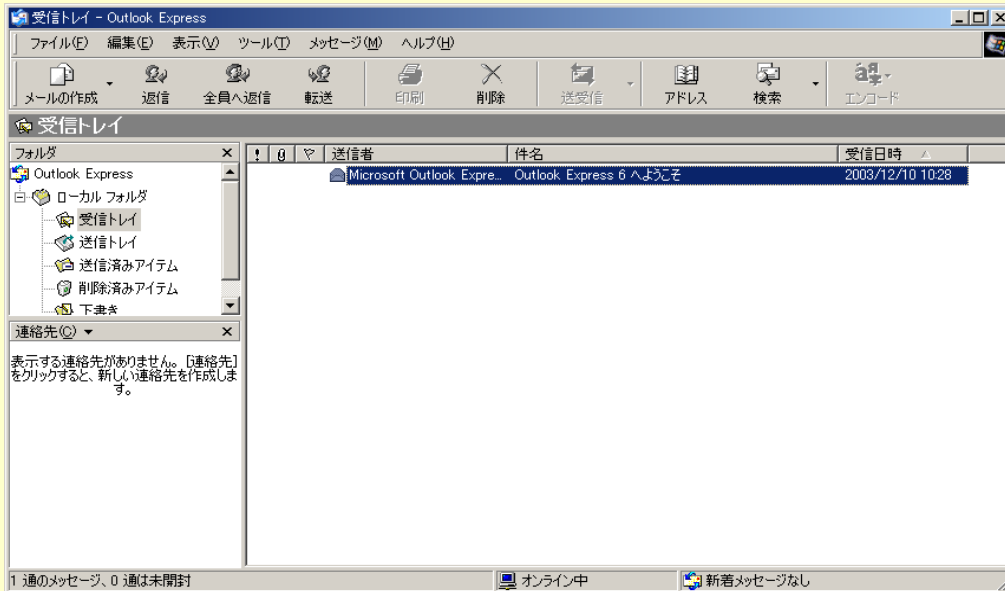 受信トレイ - Outlook Express
ファイル(F) 編集(E) 表示(V) ツール(T) メッセージ(M) ヘルプ(H)
メールの作成 返信 全員へ返信 転送 印刷 削除 送受信 アドレス 検索 エンコード
受信トレイ
フォルダ
Outlook Express
ローカル フォルダ
受信トレイ
送信トレイ
送信済みアイテム
削除済みアイテム
下書き
連絡先(C)
表示する連絡先がありません。[連絡先]
をクリックすると、新しい連絡先を作成しま
す。
送信者 件名 受信日時
Microsoft Outlook Expre... Outlook Express 6 へようこそ 2003/12/10 10:28
1 通のメッセージ、0 通は未開封 オンライン中 新着メッセージなし